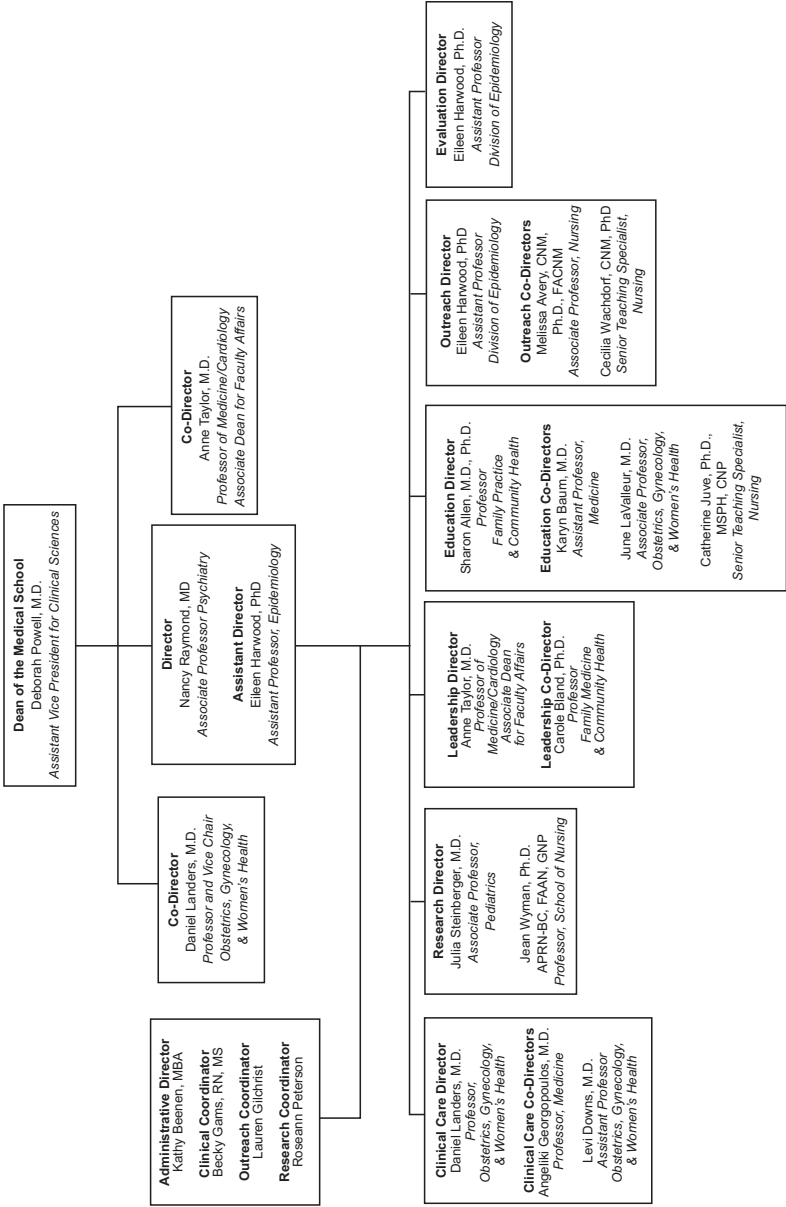 Dean of the Medical School
Deborah Powell, M.D.
Assistant Vice President for Clinical Sciences
Co-Director
Daniel Landers, M.D.
Professor and Vice Chair
Obstetrics, Gynecology,
& Women's Health
Director
Nancy Raymond, MD
Associate Professor Psychiatry
Assistant Director
Eileen Harwood, PhD
Assistant Professor, Epidemiology
Co-Director
Anne Taylor, M.D.
Professor of Medicine/Cardiology
Associate Dean for Faculty Affairs
Administrative Director
Kathy Beenen, MBA
Clinical Coordinator
Becky Gams, RN, MS
Outreach Coordinator
Lauren Gilchrist
Research Coordinator
Roseann Peterson
Clinical Care Director
Daniel Landers, M.D.
Professor,
Obstetrics, Gynecology,
& Women's Health
Clinical Care Co-Directors
Angeliki Georgopoulos, M.D.
Professor, Medicine
Levi Downs, M.D.
Assistant Professor
Obstetrics, Gynecology,
& Women's Health
Research Director
Julia Steinberger, M.D.
Associate Professor,
Pediatrics
Jean Wyman, Ph.D.
APRN-BC, FAAN, GNP
Professor, School of Nursing
Leadership Director
Anne Taylor, M.D.
Professor of
Medicine/Cardiology
Associate Dean
for Faculty Affairs
Leadership Co-Director
Carole Bland, Ph.D.
Professor
Family Medicine
& Community Health
Education Director
Sharon Allen, M.D., Ph.D.
Professor
Family Practice
& Community Health
Education Co-Directors
Karyn Baum, M.D.
Assistant Professor,
Medicine
June LaValleur, M.D.
Associate Professor,
Obstetrics, Gynecology,
& Women's Health
Catherine Juve, Ph.D.,
MSPH, CNP
Senior Teaching Specialist,
Nursing
Outreach Director
Eileen Harwood, PhD
Assistant Professor
Division of Epidemiology
Outreach Co-Directors
Melissa Avery, CNM,
Ph.D., FACNM
Associate Professor, Nursing
Cecilia Wachdorf, CNM, PhD
Senior Teaching Specialist,
Nursing
Evaluation Director
Eileen Harwood, Ph.D.
Assistant Professor
Division of Epidemiology